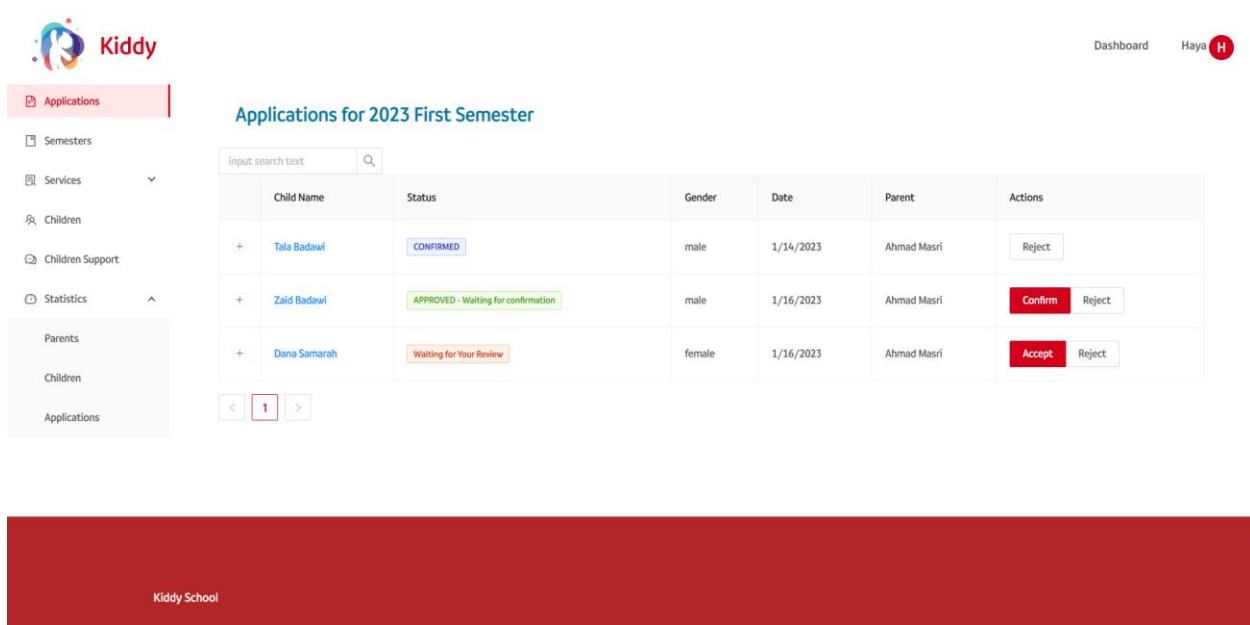 Kiddy
Dashboard Haya H
Applications
Semesters
Services
Children
Children Support
Statistics
Parents
Children
Applications
Applications for 2023 First Semester
input search text
Child Name Status Gender Date Parent Actions
+ Tala Badawi CONFIRMED male 1/14/2023 Ahmad Masri Reject
+ Zaid Badawi APPROVED - Waiting for confirmation male 1/16/2023 Ahmad Masri Confirm Reject
+ Dana Samarah Waiting for Your Review female 1/16/2023 Ahmad Masri Accept Reject
< 1 >
Kiddy School